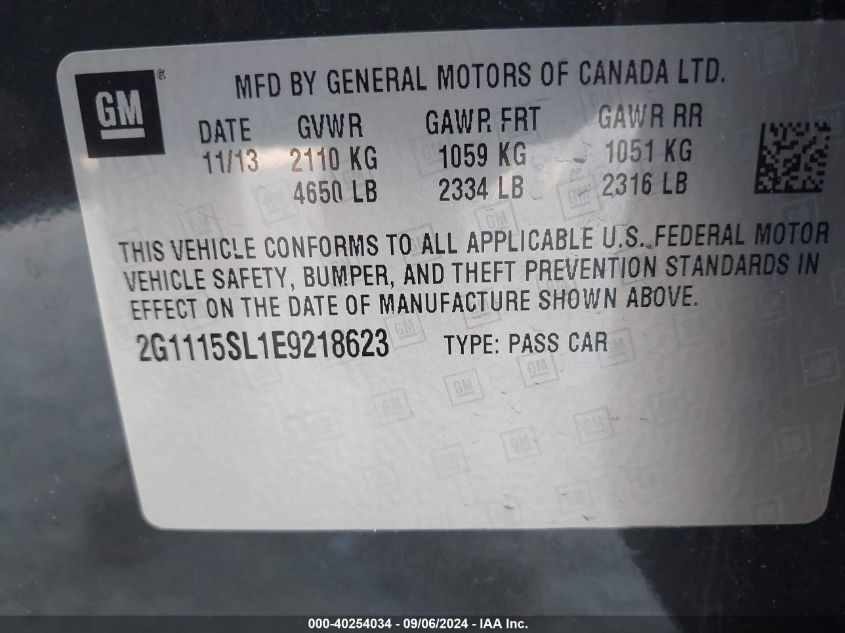 GM®
MFD BY GENERAL MOTORS OF CANADA LTD.
DATE GVWR GAWR FRT GAWR RR
11/13 2110 KG 1059 KG 1051 KG
4650 LB 2334 LB 2316 LB
THIS VEHICLE CONFORMS TO ALL APPLICABLE U.S. FEDERAL MOTOR
VEHICLE SAFETY, BUMPER, AND THEFT PREVENTION STANDARDS IN
EFFECT ON THE DATE OF MANUFACTURE SHOWN ABOVE.
2G1115SL1E9218623 TYPE: PASS CAR
000-40254034 - 09/06/2024 - IAA Inc.